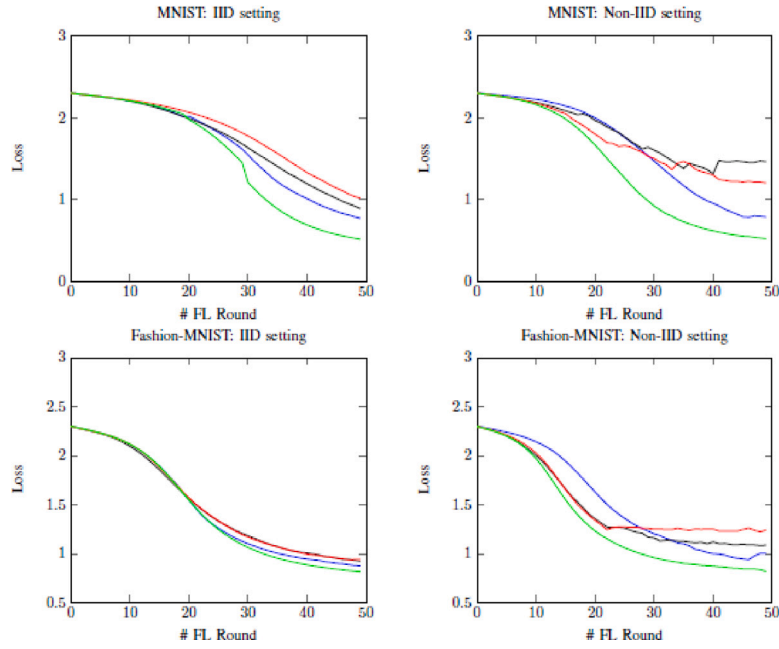 MNIST: IID setting
3
2
1
0
Loss
0 10 20 30 40 50
# FL Round
MNIST: Non-IID setting
3
2
1
0
Loss
0 10 20 30 40 50
# FL Round
Fashion-MNIST: IID setting
3
2.5
2
1.5
1
0.5
Loss
0 10 20 30 40 50
# FL Round
Fashion-MNIST: Non-IID setting
3
2.5
2
1.5
1
0.5
Loss
0 10 20 30 40 50
# FL Round